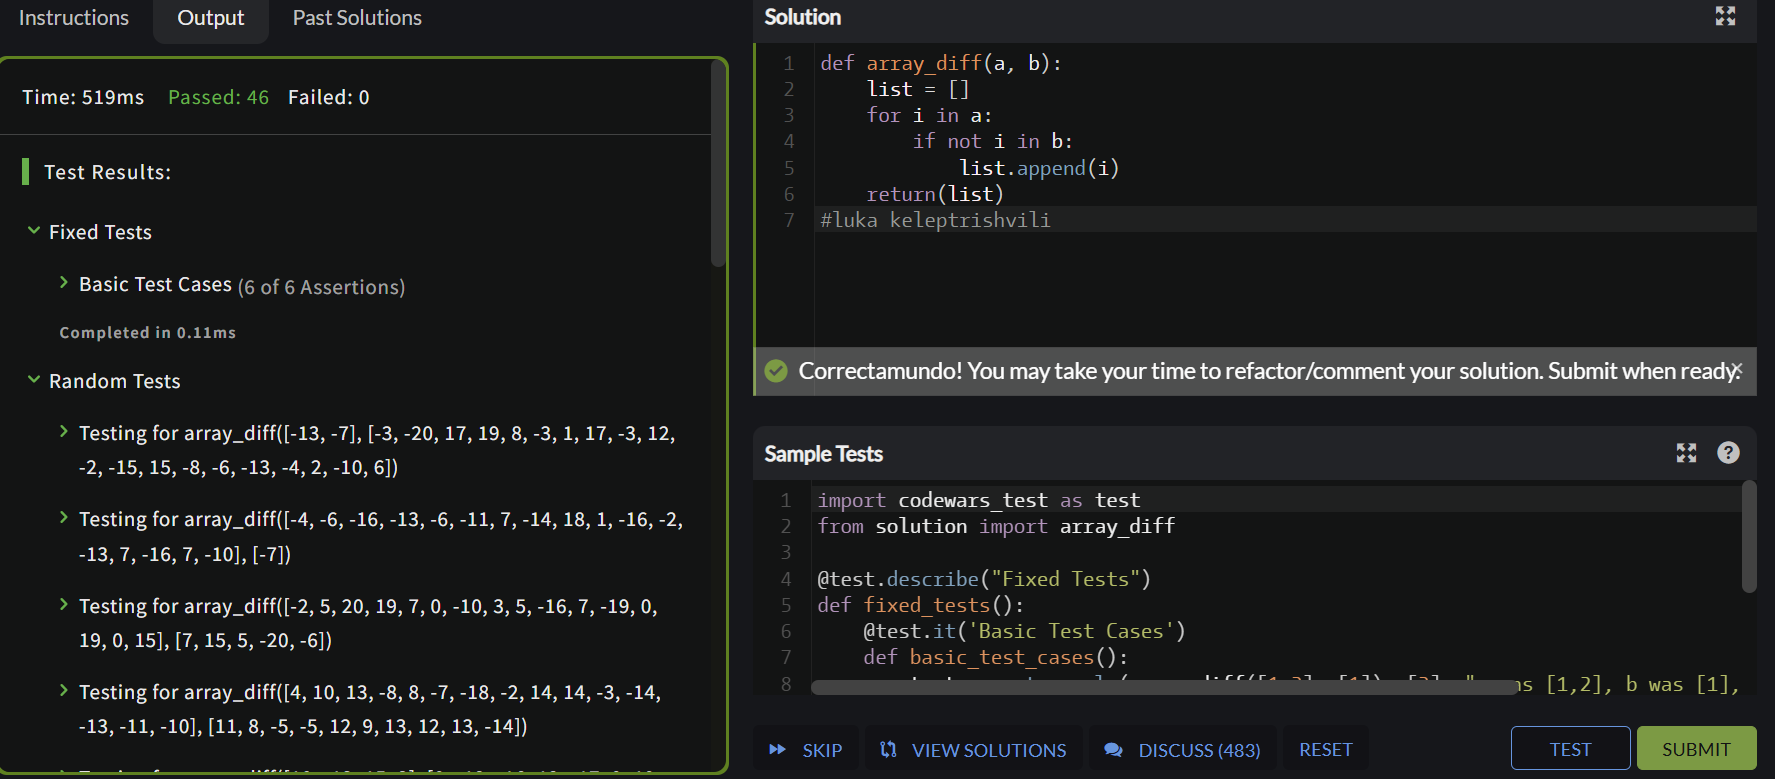 Instructions
Output
Past Solutions
Time: 519ms Passed: 46 Failed: 0
Test Results:
Fixed Tests
Basic Test Cases (6 of 6 Assertions)
Completed in 0.11ms
Random Tests
Testing for array_diff([-13, -7], [-3, -20, 17, 19, 8, -3, 1, 17, -3, 12,
-2, -15, 15, -8, -6, -13, -4, 2, -10, 6])
Testing for array_diff([-4, -6, -16, -13, -6, -11, 7, -14, 18, 1, -16, -2,
-13, 7, -16, 7, -10], [-7])
Testing for array_diff([-2, 5, 20, 19, 7, 0, -10, 3, 5, -16, 7, -19, 0,
19, 0, 15], [7, 15, 5, -20, -6])
Testing for array_diff([4, 10, 13, -8, 8, -7, -18, -2, 14, 14, -3, -14,
-13, -11, -10], [11, 8, -5, -5, 12, 9, 13, 12, 13, -14])
Solution
1 def array_diff(a, b):
2     list = []
3     for i in a:
4         if not i in b:
5             list.append(i)
6     return(list)
7 #luka keleptrishvili
Correctamundo! You may take your time to refactor/comment your solution. Submit when ready.
Sample Tests
1 import codewars_test as test
2 from solution import array_diff
3
4 @test.describe("Fixed Tests")
5 def fixed_tests():
6     @test.it('Basic Test Cases')
7     def basic_test_cases():
8 [1,2], b was [1],
SKIP
VIEW SOLUTIONS
DISCUSS (483)
RESET
TEST
SUBMIT